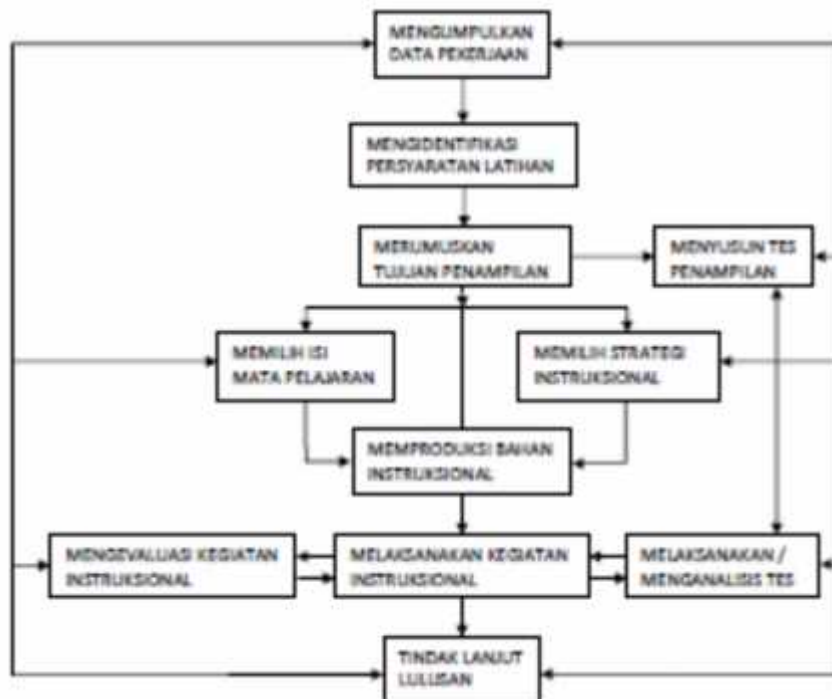 MENGUMPULKAN
DATA PEKERJAAN
MENGIDENTIFIKASI
PERSYARATAN LATIHAN
MERUMUSKAN
TUJUAN PENAMPILAN
MENYUSUN TES
PENAMPILAN
MEMILIH ISI
MATA PELAJARAN
MEMILIH STRATEGI
INSTRUKSIONAL
MEMPRODUKSI BAHAN
INSTRUKSIONAL
MENGEVALUASI KEGIATAN
INSTRUKSIONAL
MELAKSANAKAN KEGIATAN
INSTRUKSIONAL
MELAKSANAKAN /
MENGANALISIS TES
TINDAK LANJUT
LULUSAN